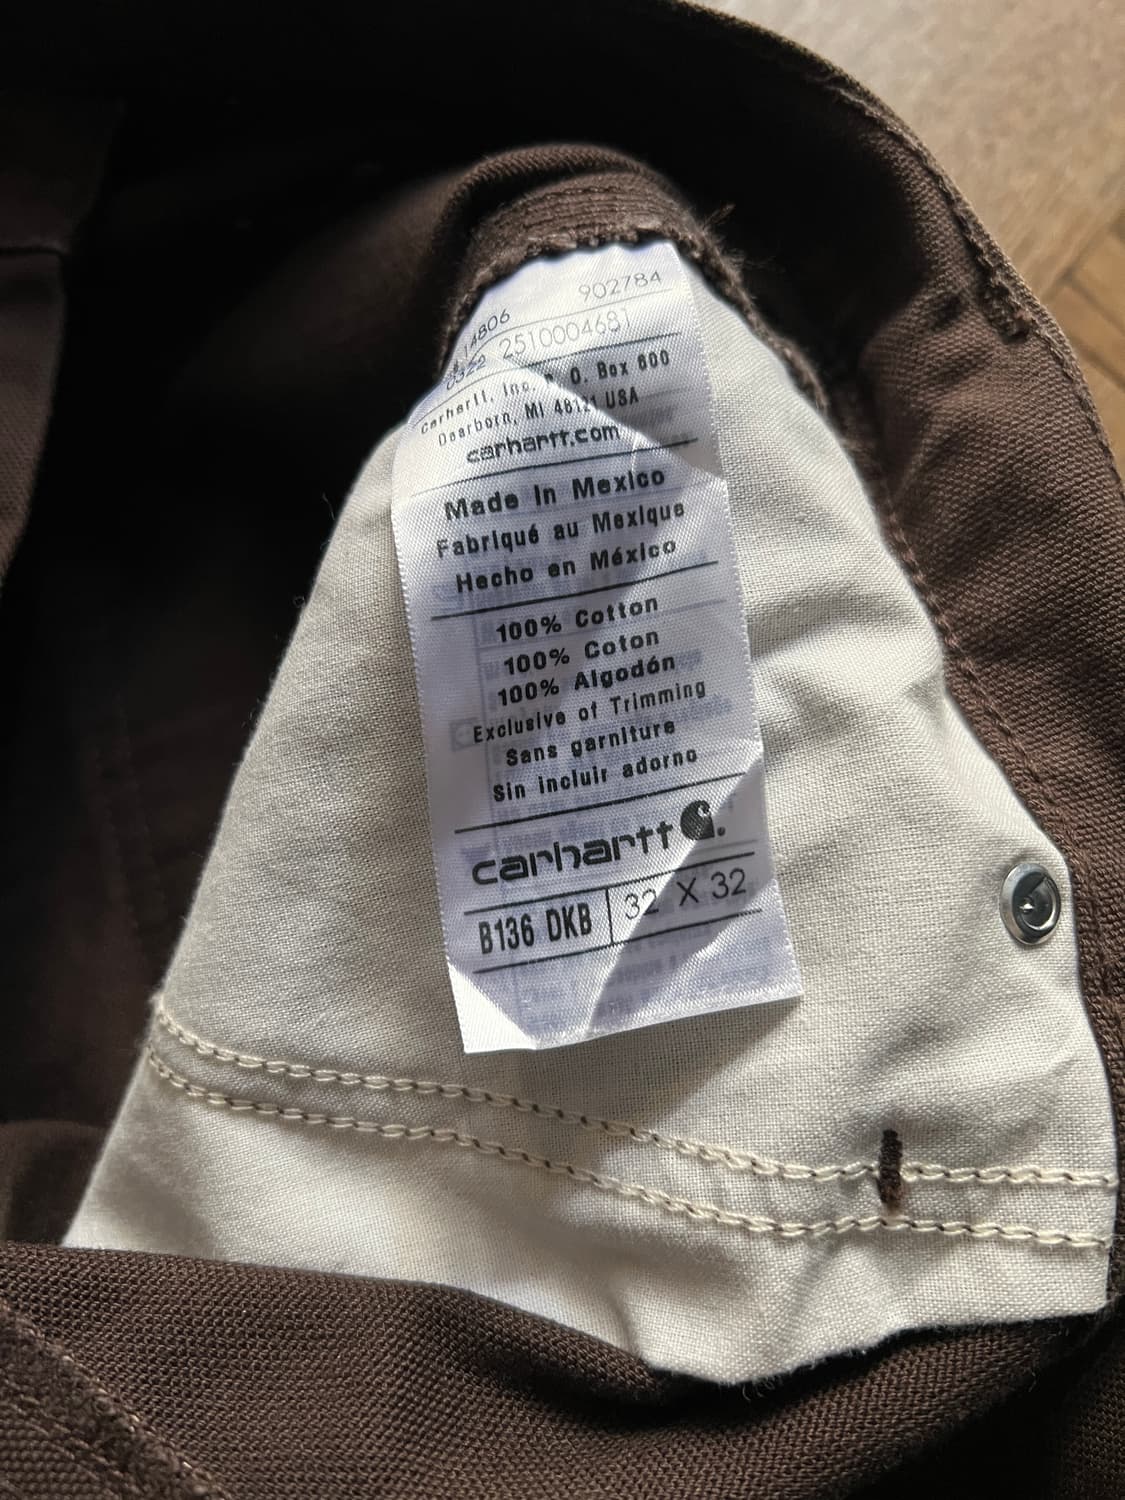 14806 902784
0322 2510004681
Carhartt, Inc. P. O. Box 600
Dearborn, MI 48121 USA
carhartt.com
Made In Mexico
Fabriqué au Mexique
Hecho en México
100% Cotton
100% Coton
100% Algodón
Exclusive of Trimming
Sans garniture
Sin incluir adorno
carhartt
B136 DKB 32 X 32